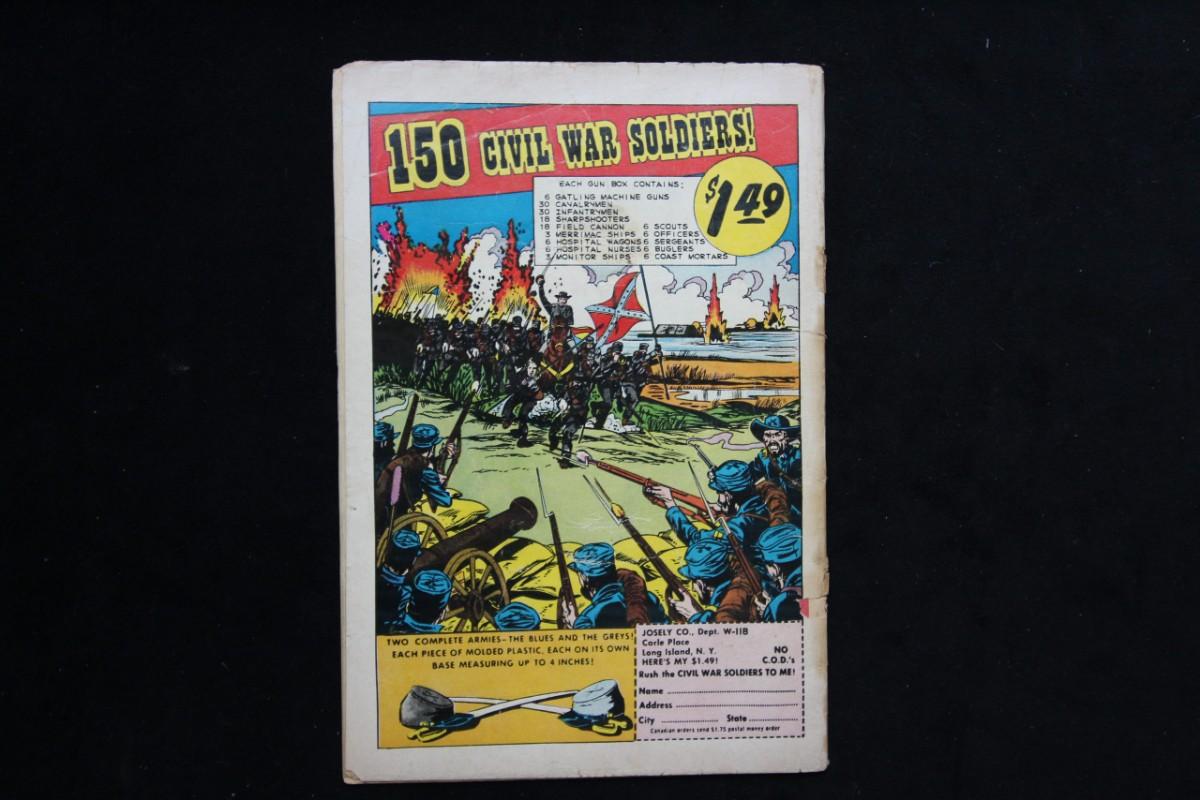 150 CIVIL WAR SOLDIERS!
$1.49
EACH GUN BOX CONTAINS:
6 GATLING MACHINE GUNS
30 CAVALRYMEN
30 INFANTRYMEN
18 SHARPSHOOTERS
18 FIELD CANNON 6 SCOUTS
3 MERRIMAC SHIPS 6 OFFICERS
6 HOSPITAL WAGONS 6 SERGEANTS
6 HOSPITAL NURSES 6 BUGLERS
3 MONITOR SHIPS 6 COAST MORTARS
TWO COMPLETE ARMIES—THE BLUES AND THE GREYS!
EACH PIECE OF MOLDED PLASTIC, EACH ON ITS OWN
BASE MEASURING UP TO 4 INCHES!
JOSELY CO., Dept. W-11B
Carle Place
Long Island, N. Y. NO
HERE'S MY $1.49! C.O.D.'s
Rush the CIVIL WAR SOLDIERS TO ME!
Name
Address
City State
Canadian orders send $1.75 postal money order